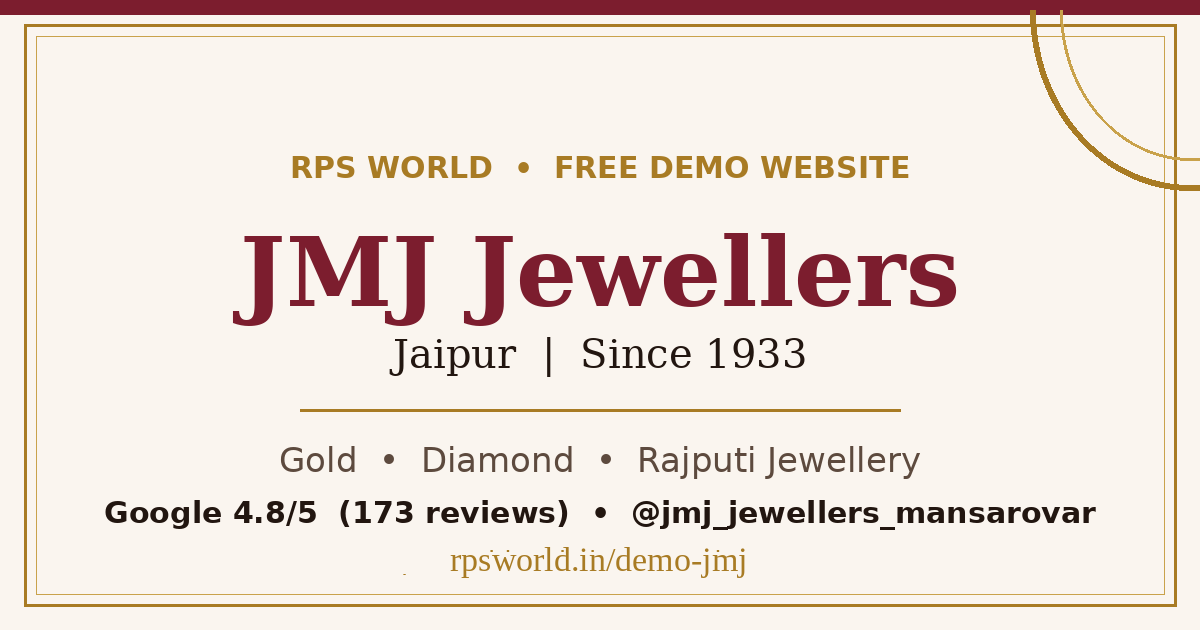 RPS WORLD • FREE DEMO WEBSITE
JMJ Jewellers
Jaipur | Since 1933
Gold • Diamond • Rajputi Jewellery
Google 4.8/5 (173 reviews) • @jmj_jewellers_mansarovar
rpsworld.in/demo-jmj